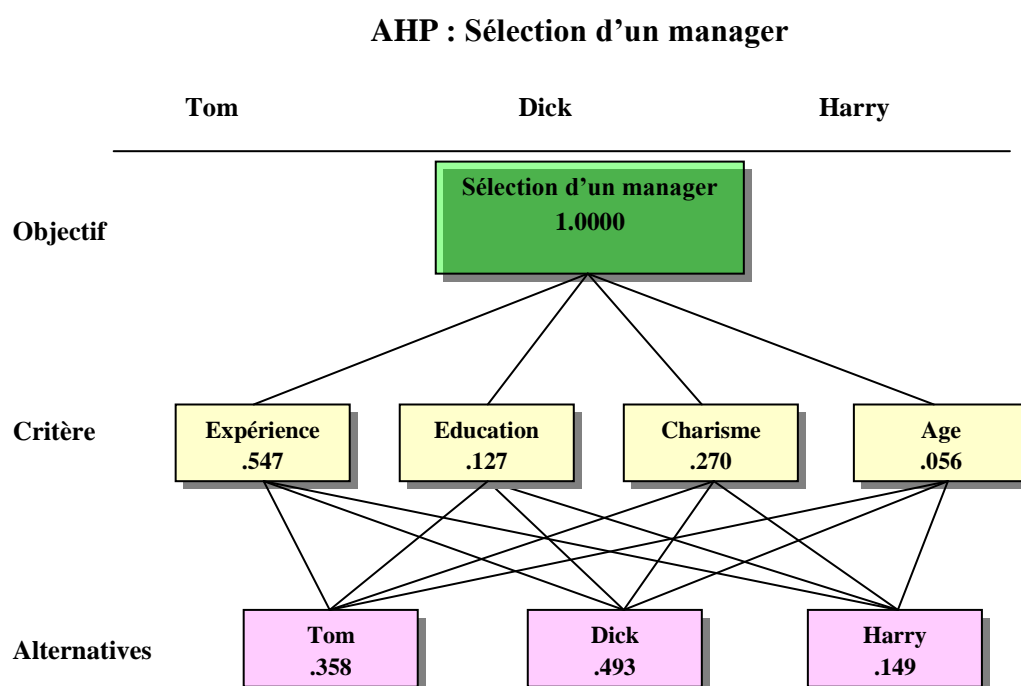 AHP : Sélection d’un manager
Tom Dick Harry
Sélection d’un manager
1.0000
Objectif
Critère
Expérience
.547
Education
.127
Charisme
.270
Age
.056
Alternatives
Tom
.358
Dick
.493
Harry
.149